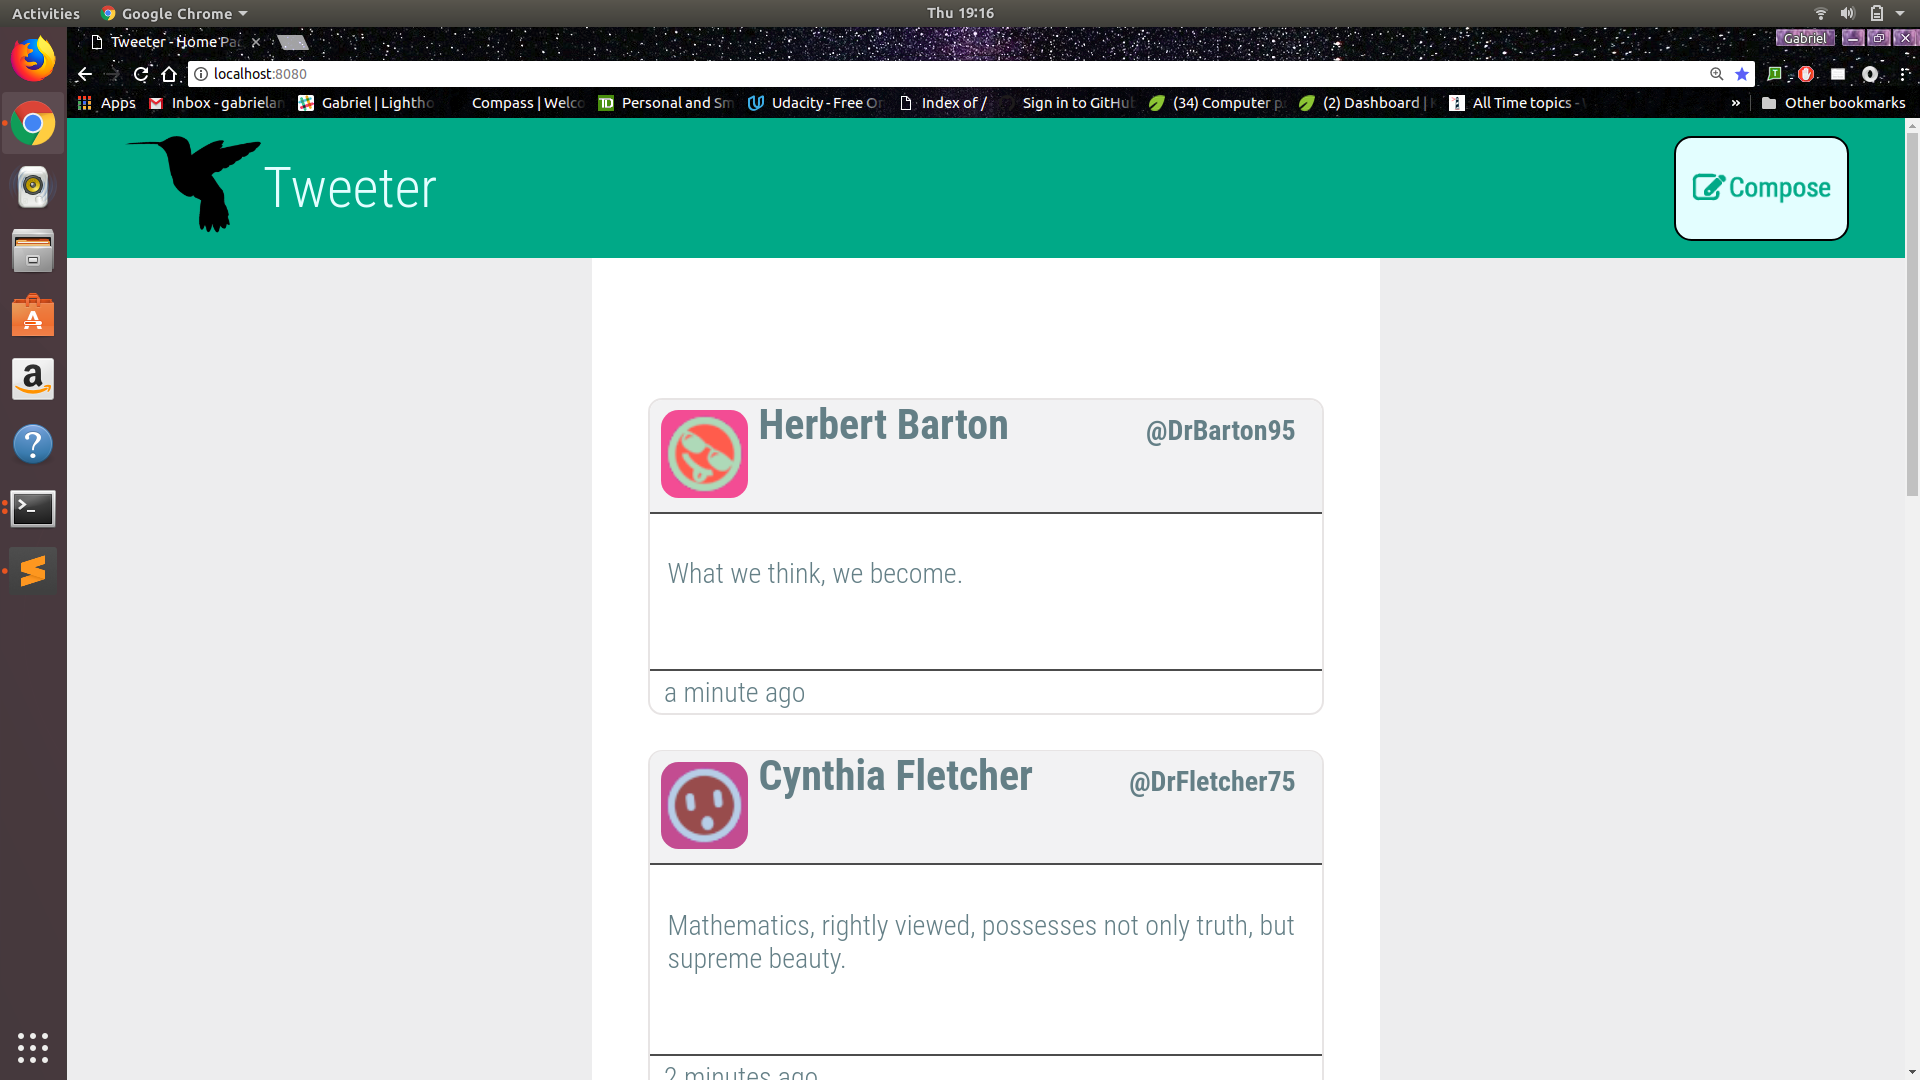 Activities Google Chrome Thu 19:16
Tweeter - Home Pa Gabriel
localhost:8080
Apps Inbox - gabrielan Gabriel | Lightho Compass | Welco Personal and Sm Udacity - Free O Index of / Sign in to GitHu (34) Computer p (2) Dashboard | All Time topics - » Other bookmarks
Tweeter
Compose
Herbert Barton @DrBarton95
What we think, we become.
a minute ago
Cynthia Fletcher @DrFletcher75
Mathematics, rightly viewed, possesses not only truth, but
supreme beauty.
2 minutes ago